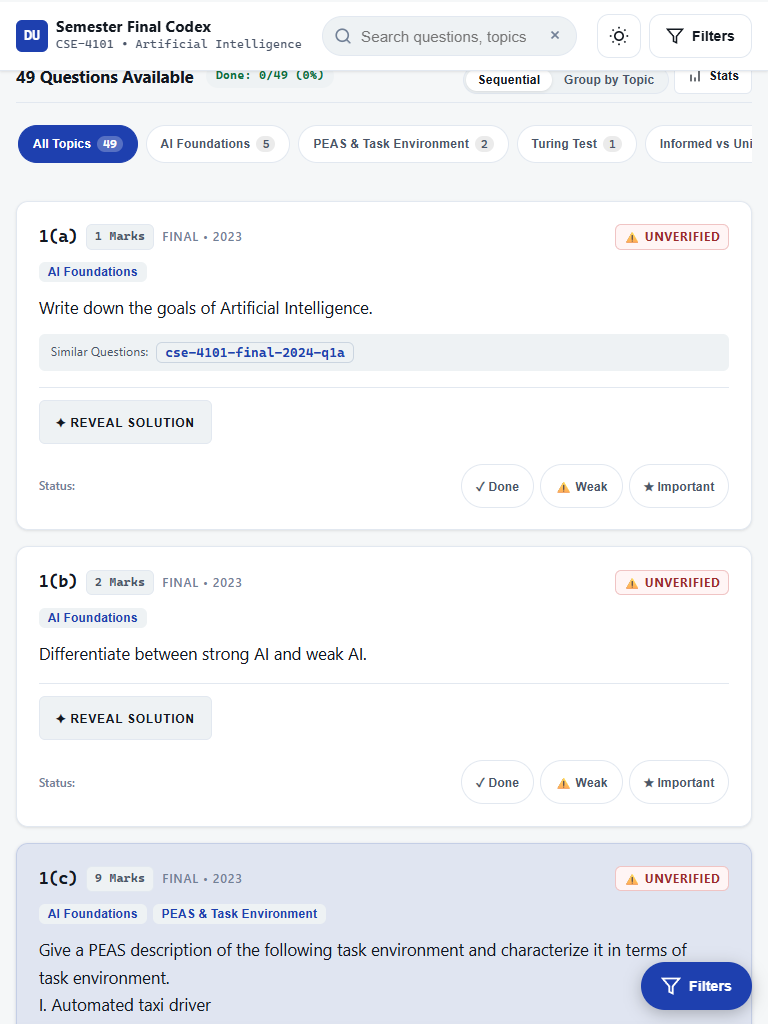 DU
Semester Final Codex
CSE-4101 • Artificial Intelligence
Search questions, topics ×
Filters
49 Questions Available
Done: 0/49 (0%)
Sequential
Group by Topic
Stats
All Topics 49
AI Foundations 5
PEAS & Task Environment 2
Turing Test 1
Informed vs Uni
1(a) 1 Marks FINAL • 2023
⚠ UNVERIFIED
AI Foundations
Write down the goals of Artificial Intelligence.
Similar Questions: cse-4101-final-2024-q1a
✦ REVEAL SOLUTION
Status:
✓ Done
⚠ Weak
★ Important
1(b) 2 Marks FINAL • 2023
⚠ UNVERIFIED
AI Foundations
Differentiate between strong AI and weak AI.
✦ REVEAL SOLUTION
Status:
✓ Done
⚠ Weak
★ Important
1(c) 9 Marks FINAL • 2023
⚠ UNVERIFIED
AI Foundations
PEAS & Task Environment
Give a PEAS description of the following task environment and characterize it in terms of
task environment.
I. Automated taxi driver
Filters